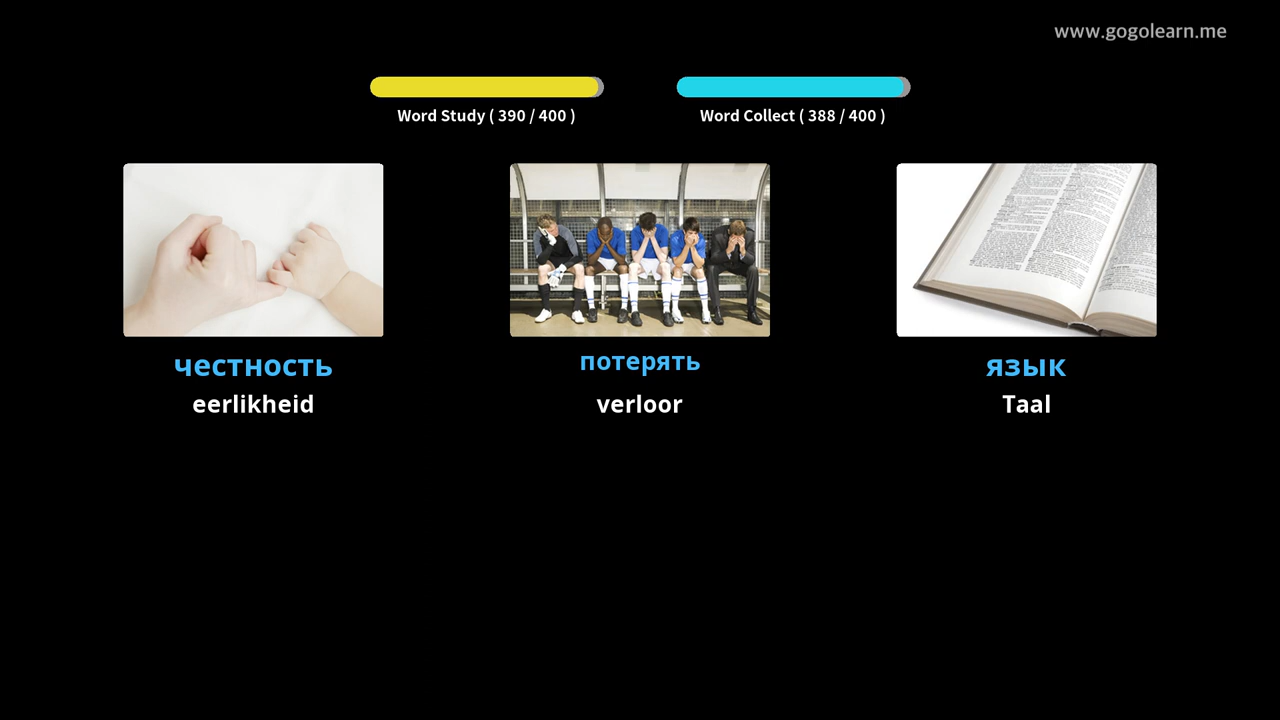 www.gogolearn.me
Word Study ( 390 / 400 )
Word Collect ( 388 / 400 )
честность
потерять
язык
eerlikheid
verloor
Taal